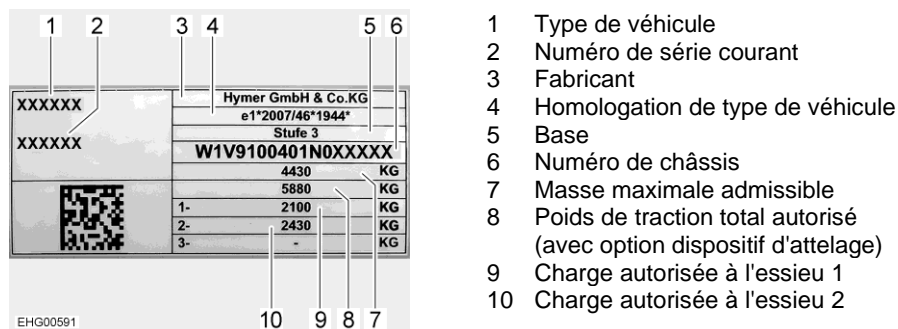 1 2 3 4 5 6
XXXXXX
XXXXXX
Hymer GmbH & Co.KG
e1*2007/46*1944*
Stufe 3
W1V9100401N0XXXXX
4430 KG
5880 KG
1- 2100 KG
2- 2430 KG
3- - KG
10 9 8 7
EHG00591
1 Type de véhicule
2 Numéro de série courant
3 Fabricant
4 Homologation de type de véhicule
5 Base
6 Numéro de châssis
7 Masse maximale admissible
8 Poids de traction total autorisé
(avec option dispositif d'attelage)
9 Charge autorisée à l'essieu 1
10 Charge autorisée à l'essieu 2